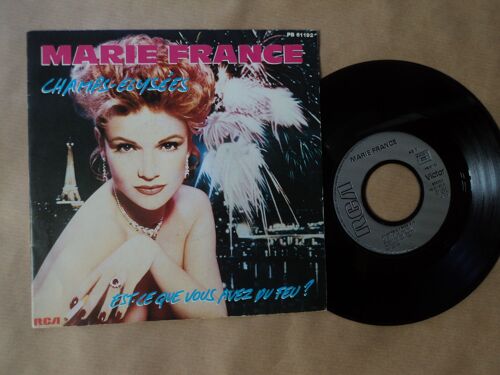 PB 61192
MARIE FRANCE
CHAMPS-ELYSÉES
EST-CE QUE VOUS AVEZ DU FEU ?
RCA
MARIE FRANCE
RCA
Victor